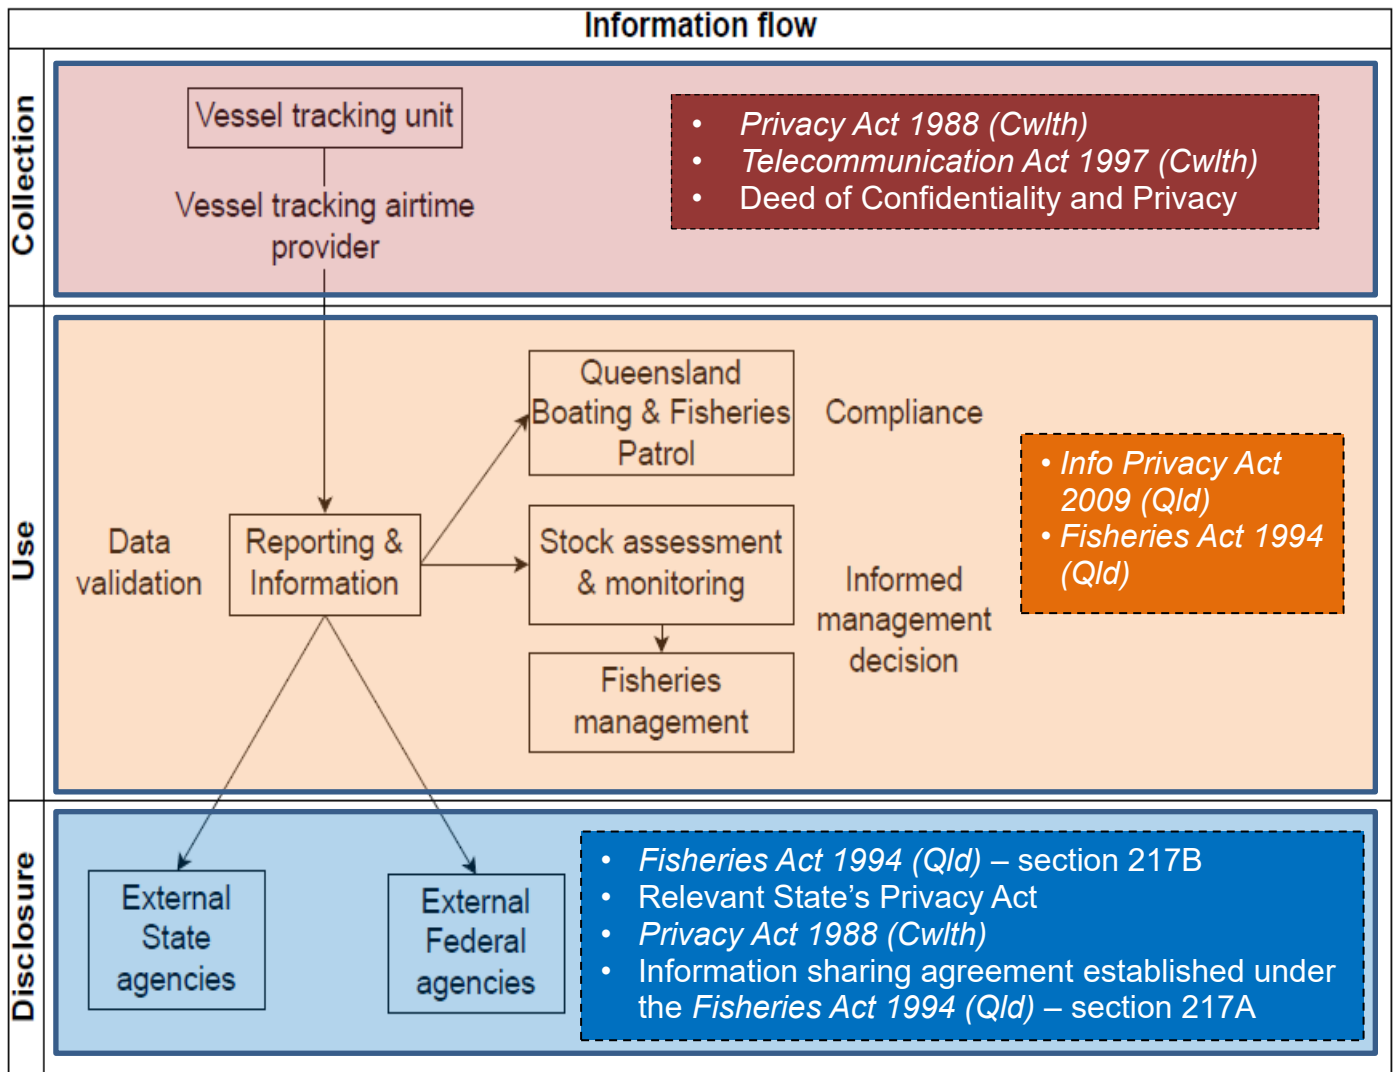 Information flow
Collection
Vessel tracking unit
Vessel tracking airtime
provider
• Privacy Act 1988 (Cwlth)
• Telecommunication Act 1997 (Cwlth)
• Deed of Confidentiality and Privacy
Use
Data
validation
Reporting &
Information
Queensland
Boating & Fisheries
Patrol
Compliance
Stock assessment
& monitoring
Informed
management
decision
Fisheries
management
• Info Privacy Act
2009 (Qld)
• Fisheries Act 1994
(Qld)
Disclosure
External
State
agencies
External
Federal
agencies
• Fisheries Act 1994 (Qld) – section 217B
• Relevant State’s Privacy Act
• Privacy Act 1988 (Cwlth)
• Information sharing agreement established under
the Fisheries Act 1994 (Qld) – section 217A